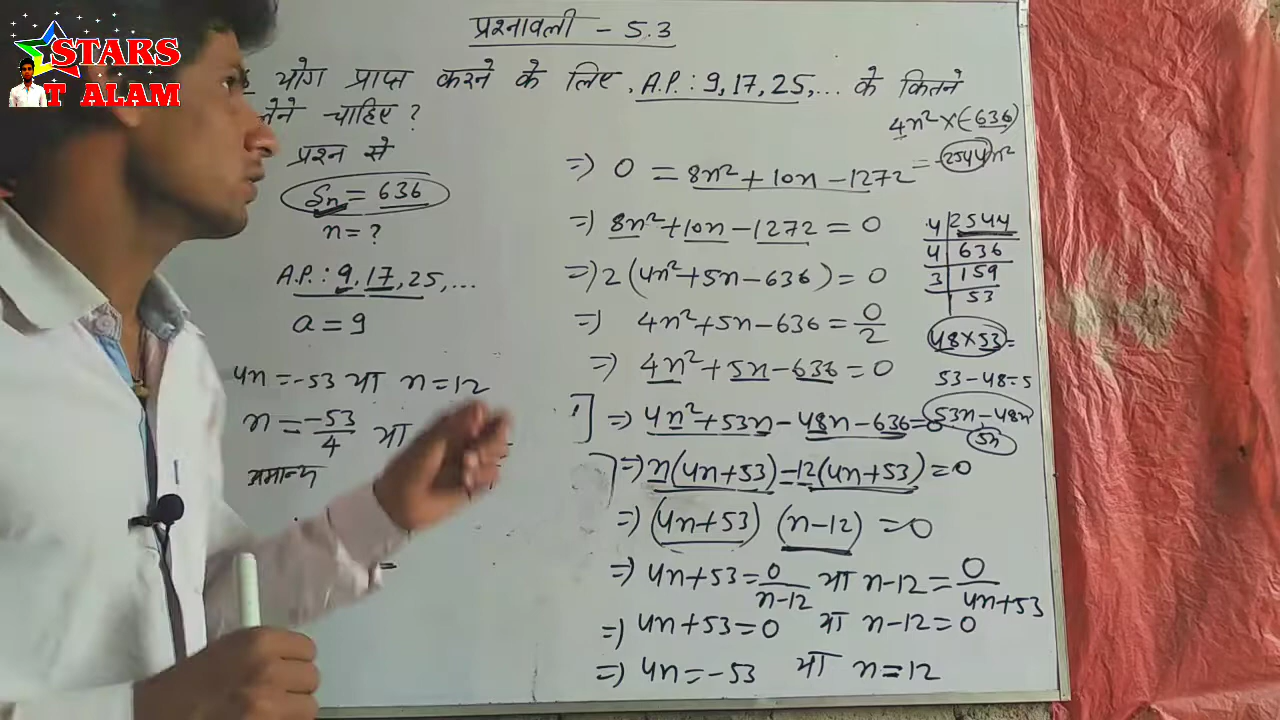 STARS
T ALAM
प्रश्नावली - 5.3
योग प्राप्त करने के लिए, A.P.: 9, 17, 25, ... के कितने
लेने चाहिए?
प्रश्न से
Sn = 636
n = ?
A.P.: 9, 17, 25, ...
a = 9
4n = -53 या n = 12
n = -53/4 या
अमान्य
4n² × (-636)
= -2544n²
=> 0 = 8n² + 10n - 1272
=> 8n² + 10n - 1272 = 0
=> 2(4n² + 5n - 636) = 0
=> 4n² + 5n - 636 = 0/2
=> 4n² + 5n - 636 = 0
=> 4n² + 53n - 48n - 636 = 0
=> n(4n + 53) - 12(4n + 53) = 0
=> (4n + 53) (n - 12) = 0
=> 4n + 53 = 0/n-12 या n - 12 = 0/4n+53
=> 4n + 53 = 0 या n - 12 = 0
=> 4n = -53 या n = 12
4 | 2544
4 | 636
3 | 159
53
48 × 53 =
53 - 48 = 5
53n - 48n
5n